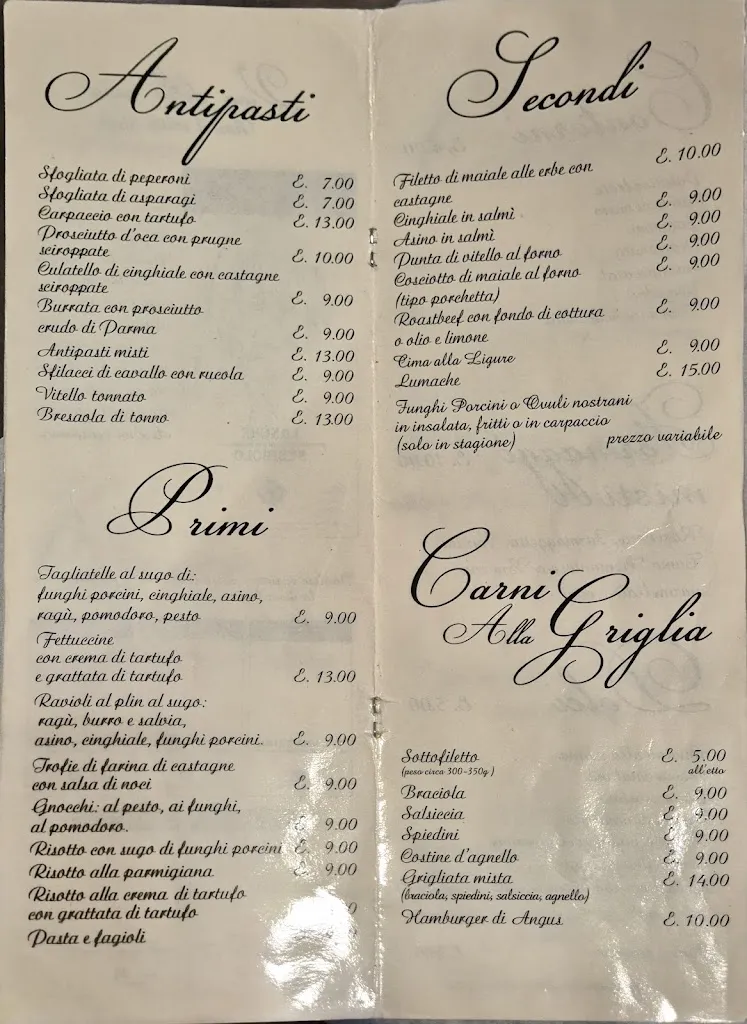 Antipasti
Sfogliata di peperoni E. 7.00
Sfogliata di asparagi E. 7.00
Carpaccio con tartufo E. 13.00
Prosciutto d'oca con prugne
sciroppate E. 10.00
Culatello di cinghiale con castagne
sciroppate E. 9.00
Burrata con prosciutto
crudo di Parma E. 9.00
Antipasti misti E. 13.00
Sfilacci di cavallo con rucola E. 9.00
Vitello tonnato E. 9.00
Bresaola di tonno E. 13.00
Primi
Tagliatelle al sugo di:
funghi porcini, cinghiale, asino,
ragù, pomodoro, pesto E. 9.00
Fettuccine
con crema di tartufo
e grattata di tartufo E. 13.00
Ravioli al plin al sugo:
ragù, burro e salvia,
asino, cinghiale, funghi porcini. E. 9.00
Trofie di farina di castagne
con salsa di noci E. 9.00
Gnocchi: al pesto, ai funghi,
al pomodoro. E. 9.00
Risotto con sugo di funghi porcini E. 9.00
Risotto alla parmigiana E. 9.00
Risotto alla crema di tartufo
con grattata di tartufo
Pasta e fagioli
Secondi
Filetto di maiale alle erbe con E. 10.00
castagne
Cinghiale in salmì E. 9.00
Asino in salmì E. 9.00
Punta di vitello al forno E. 9.00
Cosciotto di maiale al forno E. 9.00
(tipo porchetta)
Roastbeef con fondo di cottura E. 9.00
o olio e limone
Cima alla Ligure E. 9.00
Lumache E. 15.00
Funghi Porcini o Ovuli nostrani
in insalata, fritti o in carpaccio
(solo in stagione) prezzo variabile
Carni
Alla Griglia
Sottofiletto E. 5.00
(peso circa 300-350g) all'etto
Braciola E. 9.00
Salsiccia E. 9.00
Spiedini E. 9.00
Costine d'agnello E. 9.00
Grigliata mista E. 14.00
(braciola, spiedini, salsiccia, agnello)
Hamburger di Angus E. 10.00